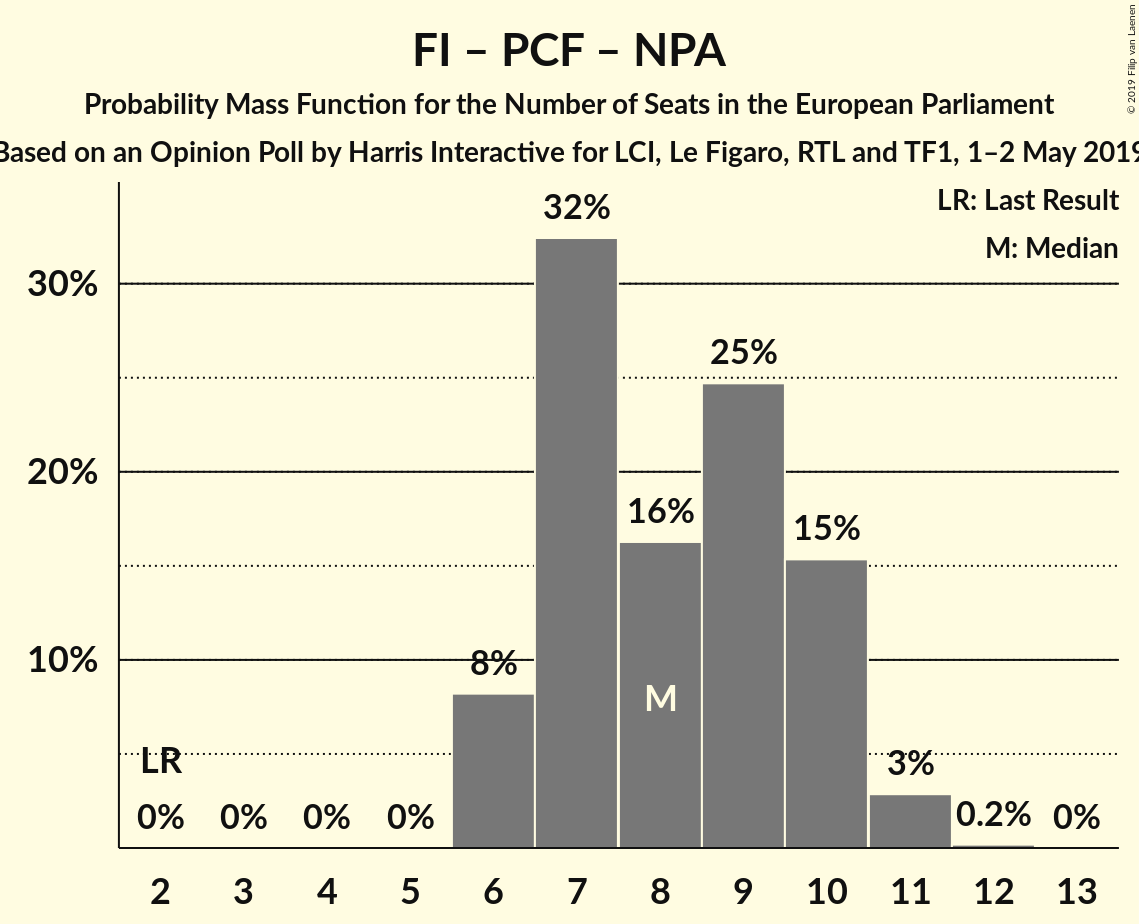 FI – PCF – NPA
Probability Mass Function for the Number of Seats in the European Parliament
Based on an Opinion Poll by Harris Interactive for LCI, Le Figaro, RTL and TF1, 1–2 May 2019
© 2019 Filip van Laenen
LR: Last Result
M: Median
32%
30%
25%
20%
16%
15%
10%
8%
M
LR
3%
0%
0%
0%
0%
0.2%
0%
2 3 4 5 6 7 8 9 10 11 12 13